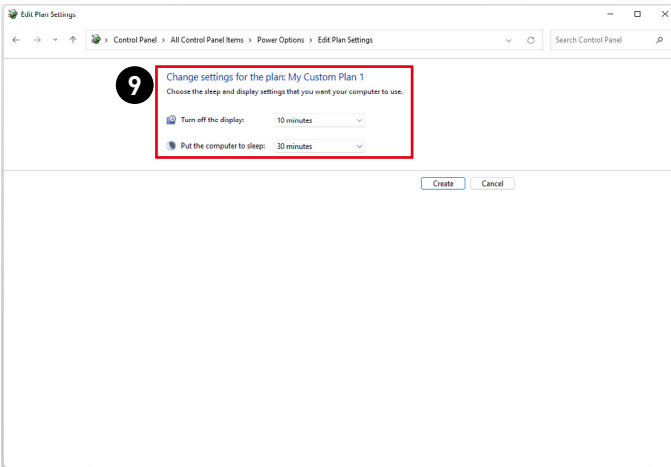 Edit Plan Settings
Control Panel > All Control Panel Items > Power Options > Edit Plan Settings
Search Control Panel
9
Change settings for the plan: My Custom Plan 1
Choose the sleep and display settings that you want your computer to use.
Turn off the display: 10 minutes
Put the computer to sleep: 30 minutes
Create Cancel